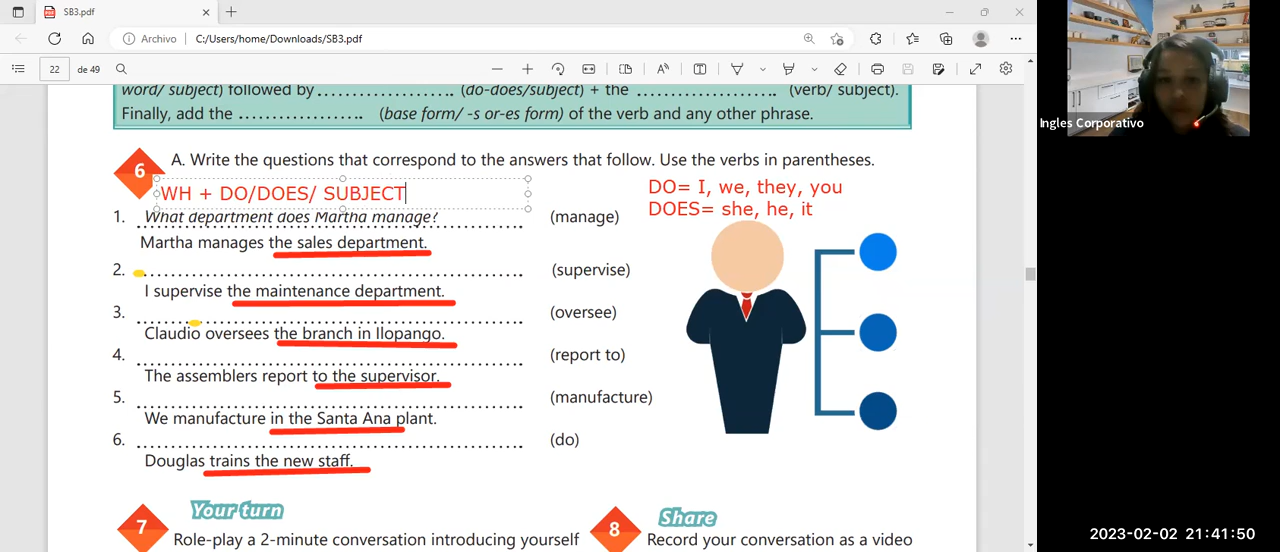 SB3.pdf
Archivo
C:/Users/home/Downloads/SB3.pdf
22
de 49
word/ subject) followed by .................... (do-does/subject) + the .................... (verb/ subject).
Finally, add the .................. (base form/ -s or-es form) of the verb and any other phrase.
Ingles Corporativo
6
A. Write the questions that correspond to the answers that follow. Use the verbs in parentheses.
WH + DO/DOES/ SUBJECT
DO= I, we, they, you
DOES= she, he, it
1. What department does Martha manage? (manage)
Martha manages the sales department.
2. (supervise)
I supervise the maintenance department.
3. (oversee)
Claudio oversees the branch in Ilopango.
4. (report to)
The assemblers report to the supervisor.
5. (manufacture)
We manufacture in the Santa Ana plant.
6. (do)
Douglas trains the new staff.
7
Your turn
Role-play a 2-minute conversation introducing yourself
8
Share
Record your conversation as a video
2023-02-02 21:41:50